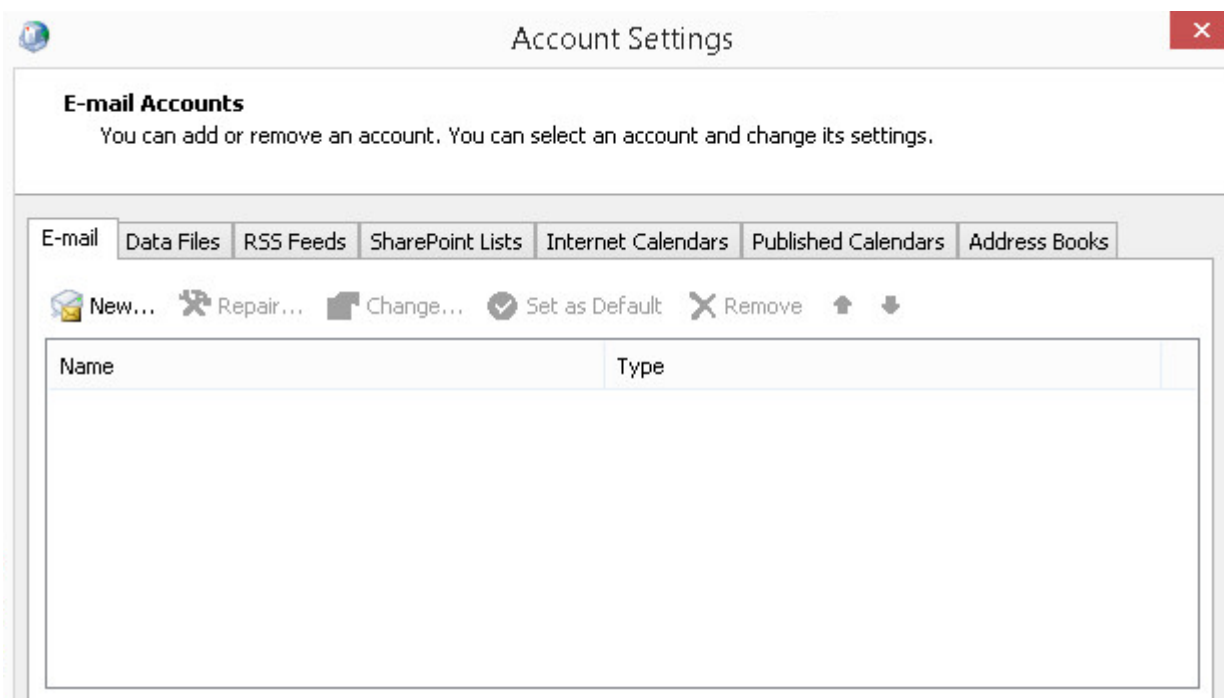 Account Settings
E-mail Accounts
You can add or remove an account. You can select an account and change its settings.
E-mail Data Files RSS Feeds SharePoint Lists Internet Calendars Published Calendars Address Books
New... Repair... Change... Set as Default Remove
Name Type